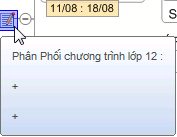 11/08 : 18/08
S
Phân Phối chương trình lớp 12 :
+
+